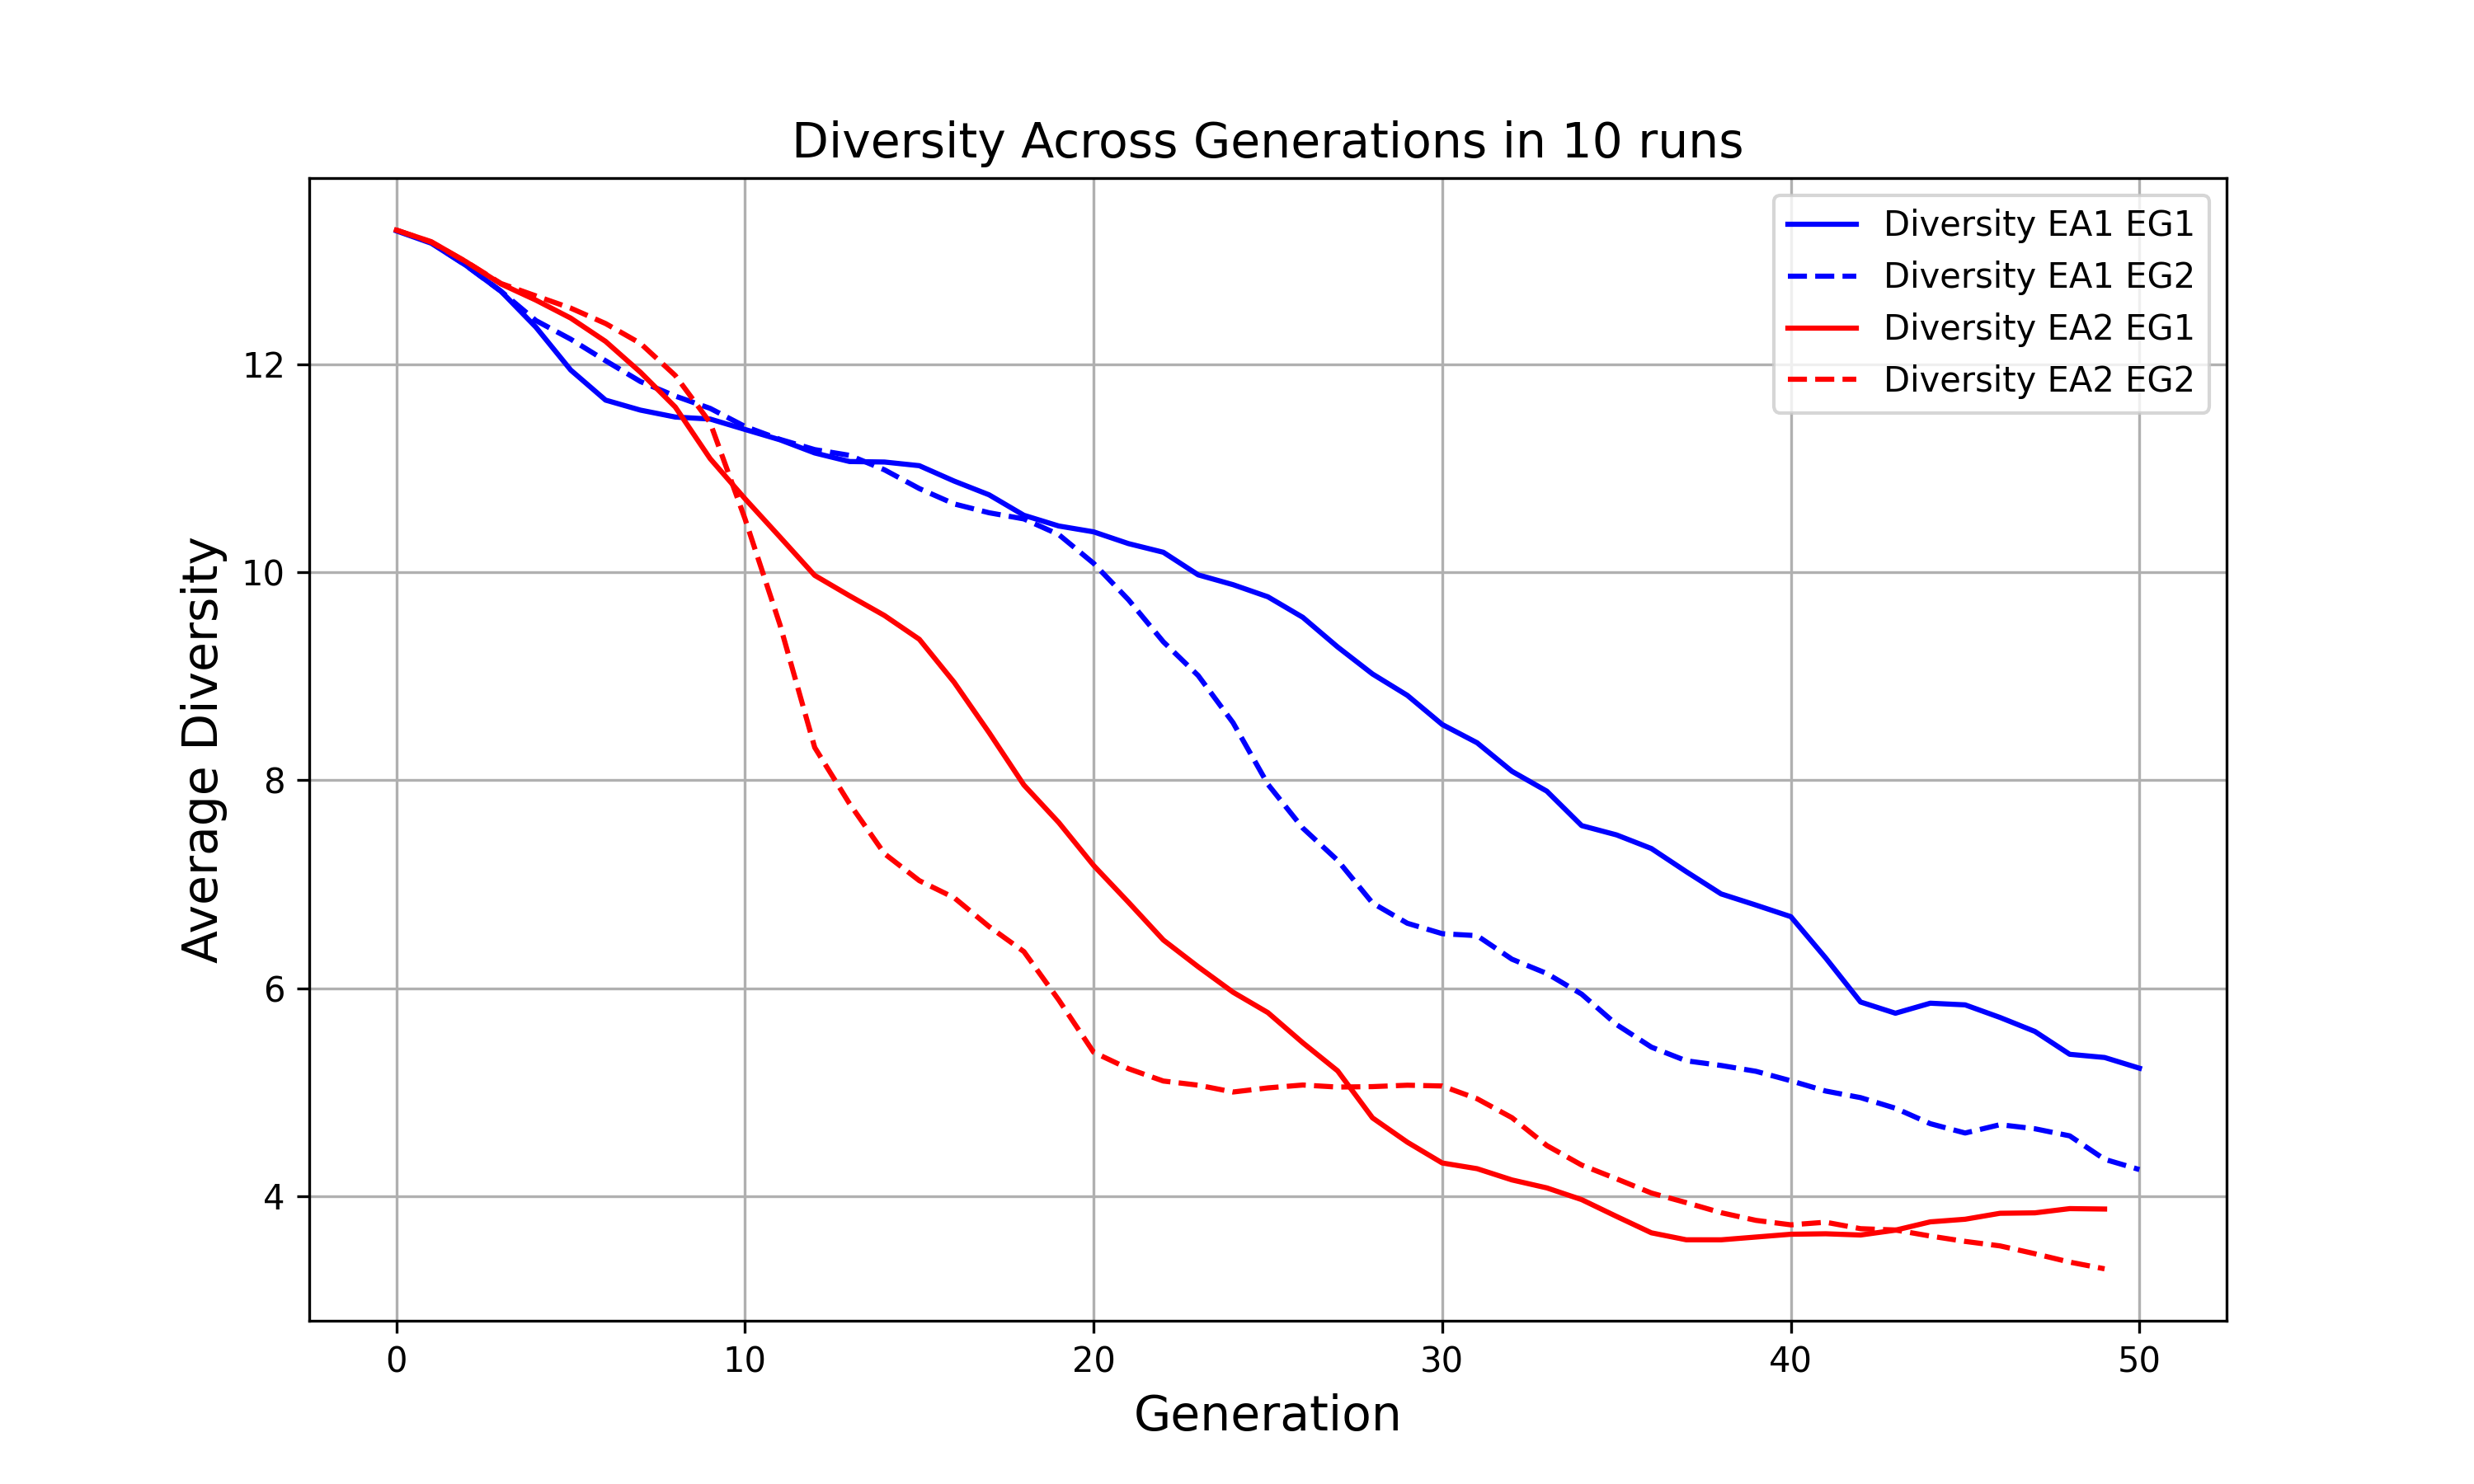 Diversity Across Generations in 10 runs
Diversity EA1 EG1
Diversity EA1 EG2
Diversity EA2 EG1
Diversity EA2 EG2
Average Diversity
12
10
8
6
4
0 10 20 30 40 50
Generation